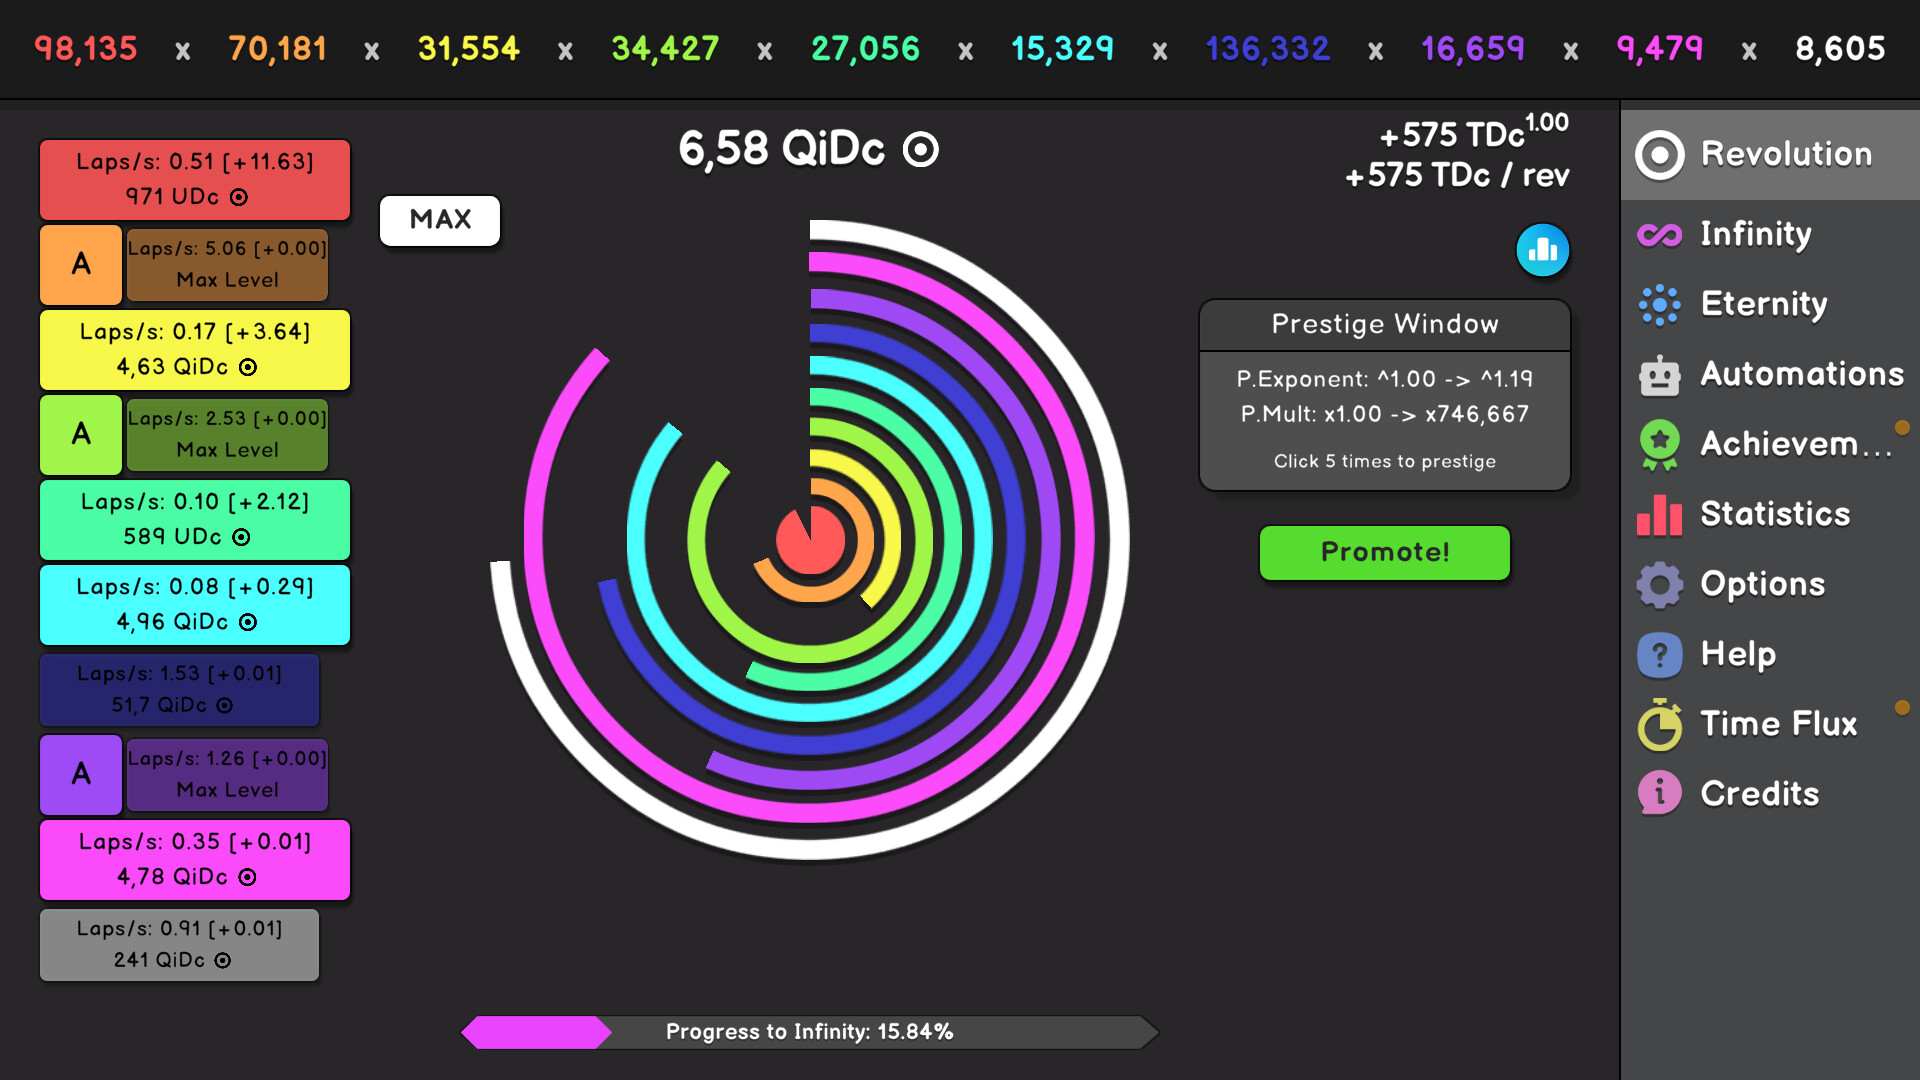 98,135 x 70,181 x 31,554 x 34,427 x 27,056 x 15,329 x 136,332 x 16,659 x 9,479 x 8,605
6,58 QiDc
+575 TDc^1.00
+575 TDc / rev
MAX
Laps/s: 0.51 [+11.63]
971 UDc
A
Laps/s: 5.06 [+0.00]
Max Level
Laps/s: 0.17 [+3.64]
4,63 QiDc
A
Laps/s: 2.53 [+0.00]
Max Level
Laps/s: 0.10 [+2.12]
589 UDc
Laps/s: 0.08 [+0.29]
4,96 QiDc
Laps/s: 1.53 [+0.01]
51,7 QiDc
A
Laps/s: 1.26 [+0.00]
Max Level
Laps/s: 0.35 [+0.01]
4,78 QiDc
Laps/s: 0.91 [+0.01]
241 QiDc
Prestige Window
P.Exponent: ^1.00 -> ^1.19
P.Mult: x1.00 -> x746,667
Click 5 times to prestige
Promote!
Progress to Infinity: 15.84%
Revolution
Infinity
Eternity
Automations
Achievem...
Statistics
Options
Help
Time Flux
Credits